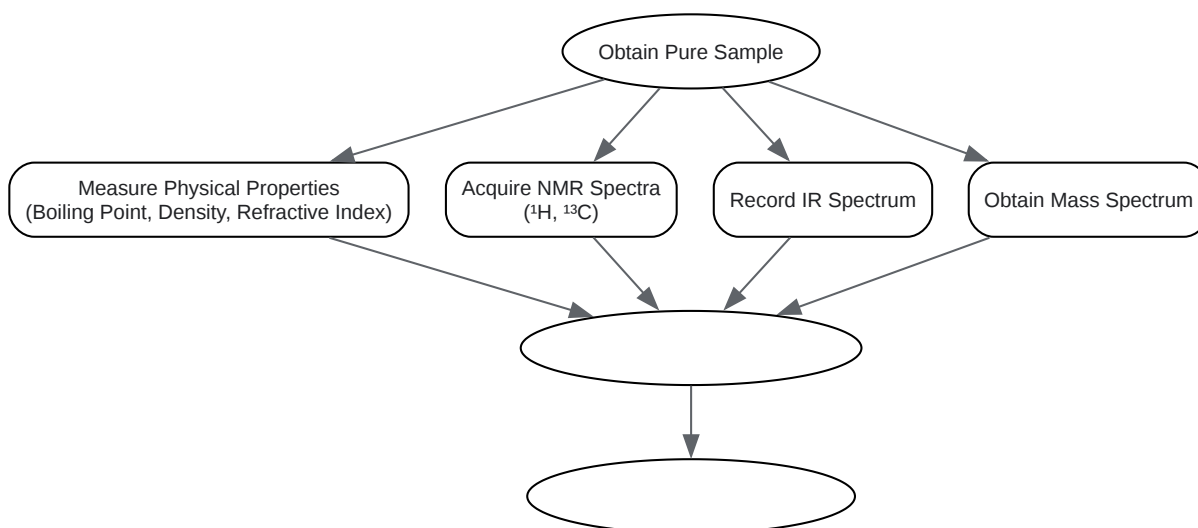 Obtain Pure Sample
Measure Physical Properties
(Boiling Point, Density, Refractive Index)
Acquire NMR Spectra
(¹H, ¹³C)
Record IR Spectrum
Obtain Mass Spectrum